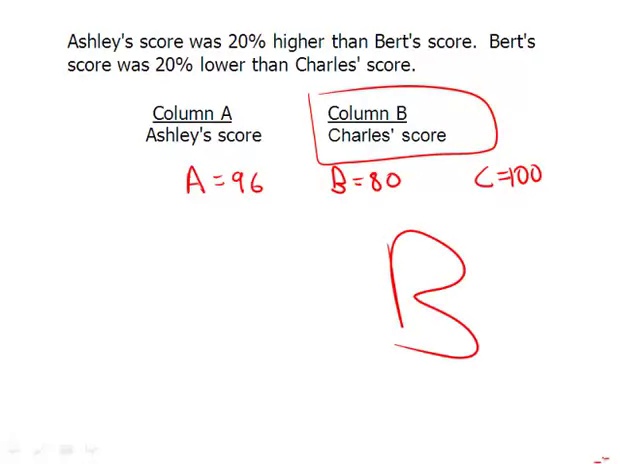 Ashley's score was 20% higher than Bert's score.  Bert's
score was 20% lower than Charles' score.
Column A Column B
Ashley's score Charles' score
A = 96 B = 80 C = 100
B